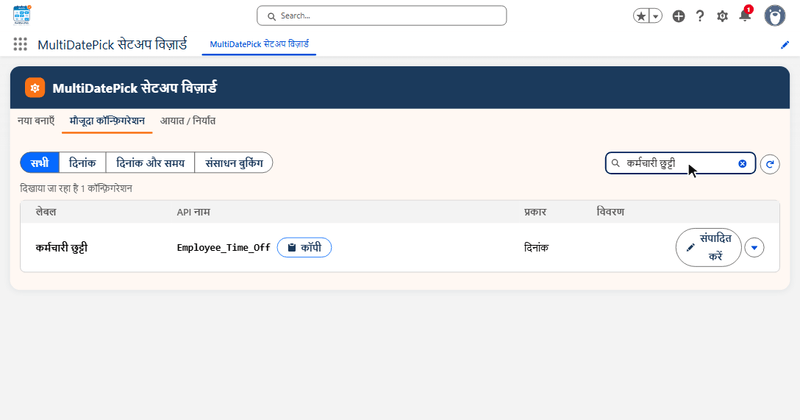 Search...
1
MultiDatePick सेटअप विज़ार्ड
MultiDatePick सेटअप विज़ार्ड
MultiDatePick सेटअप विज़ार्ड
नया बनाएँ
मौजूदा कॉन्फ़िगरेशन
आयात / निर्यात
सभी
दिनांक
दिनांक और समय
संसाधन बुकिंग
कर्मचारी छुट्टी
दिखाया जा रहा है 1 कॉन्फ़िगरेशन
लेबल
API नाम
प्रकार
विवरण
कर्मचारी छुट्टी
Employee_Time_Off
कॉपी
दिनांक
संपादित
करें